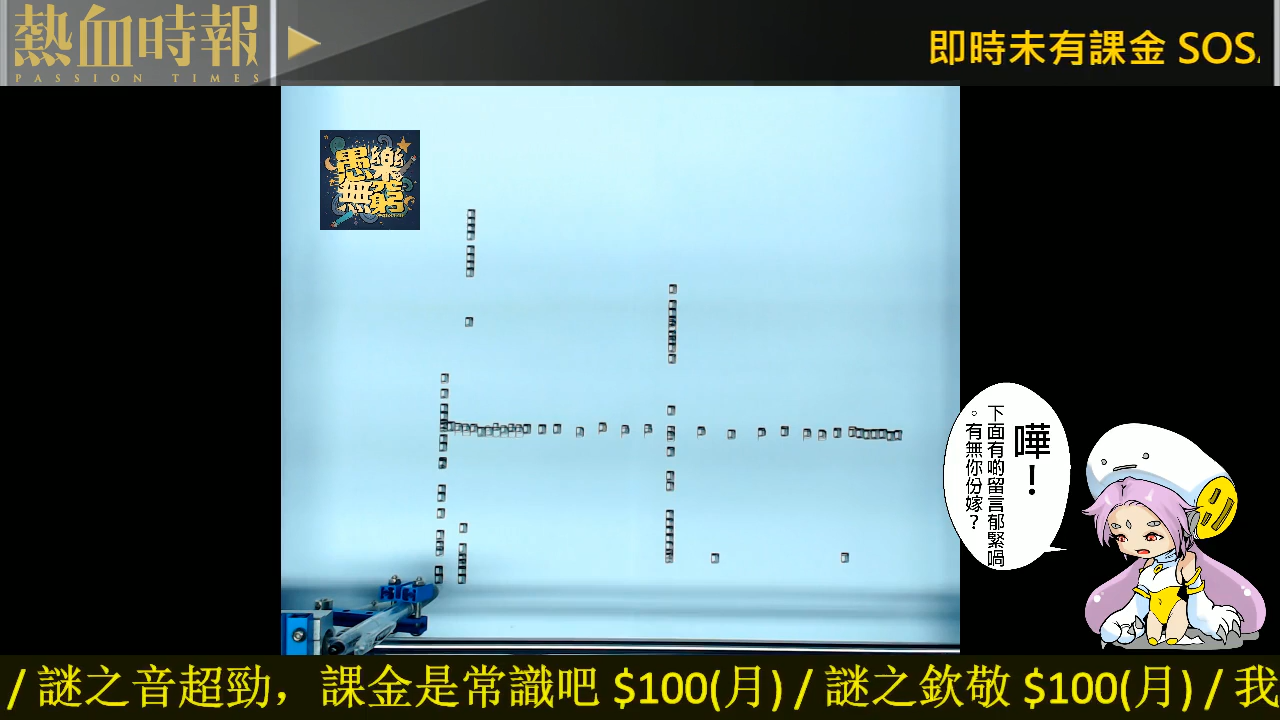 熱血時報
PASSION TIMES
即時未有課金 SOS
愚樂
無窮
嘩！
下面有啲留言郁緊喎
。有無你份嫁？
/ 謎之音超勁，課金是常識吧 $100(月) / 謎之欽敬 $100(月) / 我